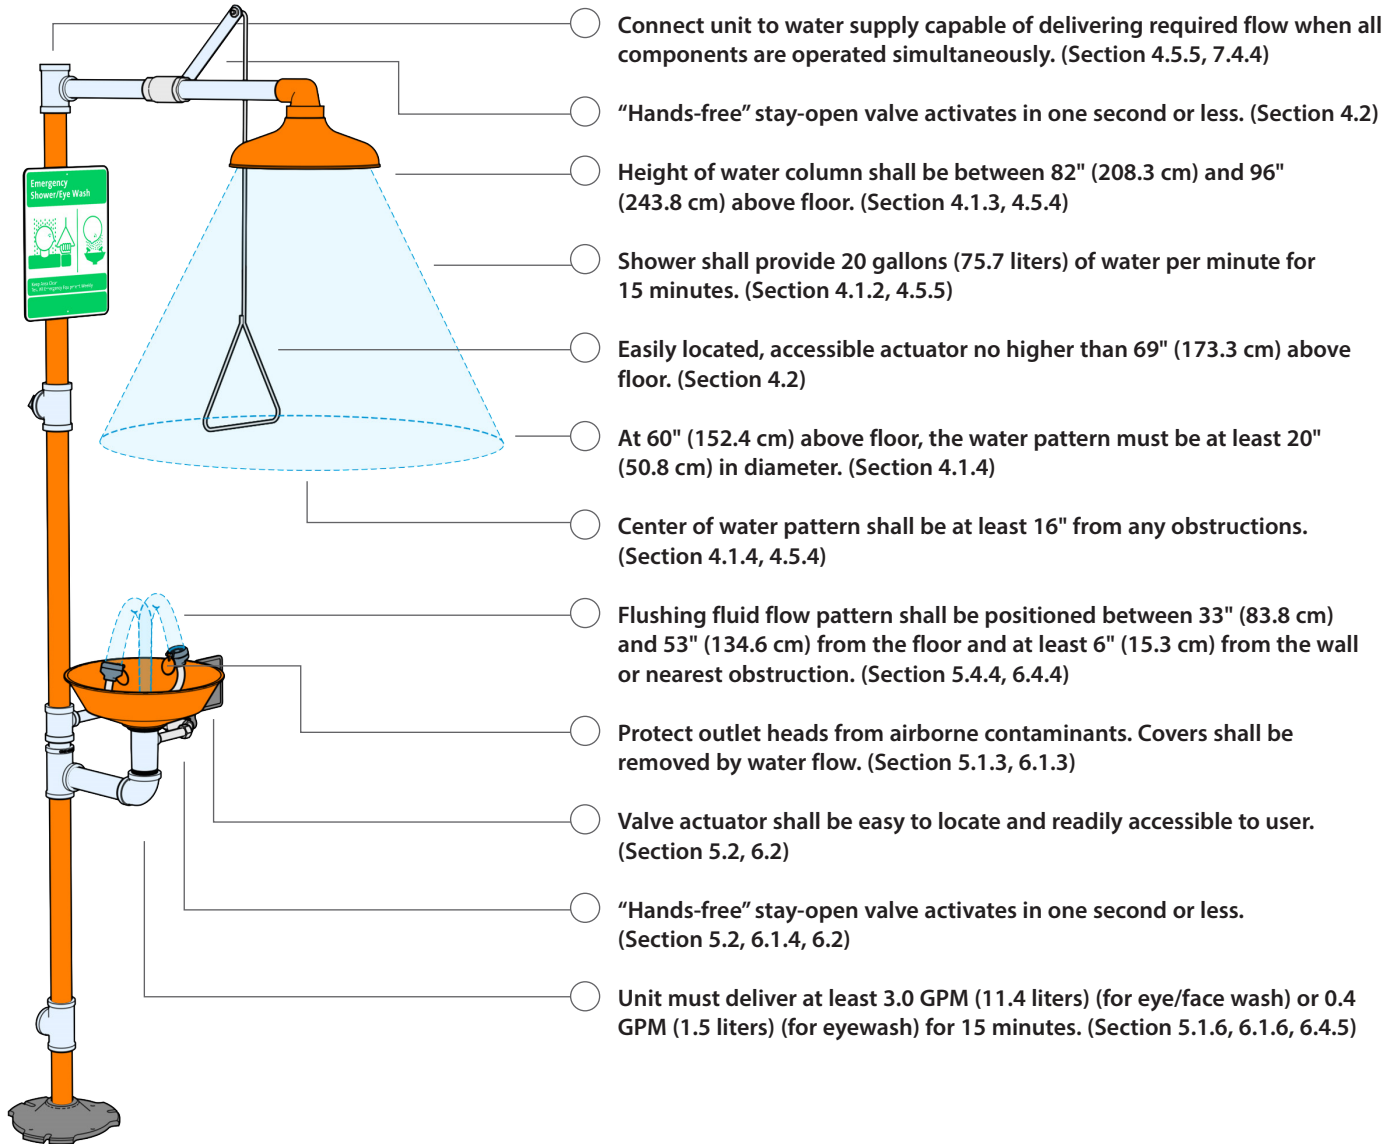 Connect unit to water supply capable of delivering required flow when all
components are operated simultaneously. (Section 4.5.5, 7.4.4)
“Hands-free” stay-open valve activates in one second or less. (Section 4.2)
Height of water column shall be between 82" (208.3 cm) and 96"
(243.8 cm) above floor. (Section 4.1.3, 4.5.4)
Emergency
Shower/Eye Wash
Keep Area Clear
Shower shall provide 20 gallons (75.7 liters) of water per minute for
15 minutes. (Section 4.1.2, 4.5.5)
Easily located, accessible actuator no higher than 69" (173.3 cm) above
floor. (Section 4.2)
At 60" (152.4 cm) above floor, the water pattern must be at least 20"
(50.8 cm) in diameter. (Section 4.1.4)
Center of water pattern shall be at least 16" from any obstructions.
(Section 4.1.4, 4.5.4)
Flushing fluid flow pattern shall be positioned between 33" (83.8 cm)
and 53" (134.6 cm) from the floor and at least 6" (15.3 cm) from the wall
or nearest obstruction. (Section 5.4.4, 6.4.4)
Protect outlet heads from airborne contaminants. Covers shall be
removed by water flow. (Section 5.1.3, 6.1.3)
Valve actuator shall be easy to locate and readily accessible to user.
(Section 5.2, 6.2)
“Hands-free” stay-open valve activates in one second or less.
(Section 5.2, 6.1.4, 6.2)
Unit must deliver at least 3.0 GPM (11.4 liters) (for eye/face wash) or 0.4
GPM (1.5 liters) (for eyewash) for 15 minutes. (Section 5.1.6, 6.1.6, 6.4.5)